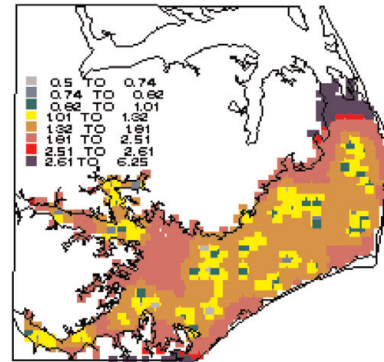 0.5 TO 0.74
0.74 TO 0.82
0.82 TO 1.01
1.01 TO 1.32
1.32 TO 1.81
1.81 TO 2.51
2.51 TO 2.61
2.61 TO 6.25